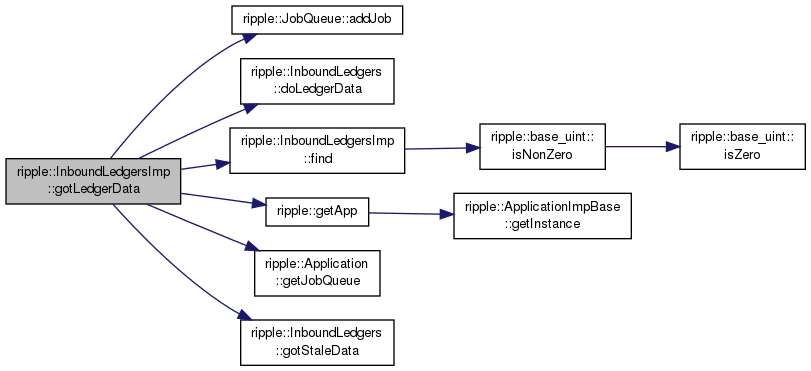 ripple::JobQueue::addJob
ripple::InboundLedgers
::doLedgerData
ripple::InboundLedgersImp
::find
ripple::base_uint::
isNonZero
ripple::base_uint::
isZero
ripple::InboundLedgersImp
::gotLedgerData
ripple::getApp
ripple::ApplicationImpBase
::getInstance
ripple::Application
::getJobQueue
ripple::InboundLedgers
::gotStaleData